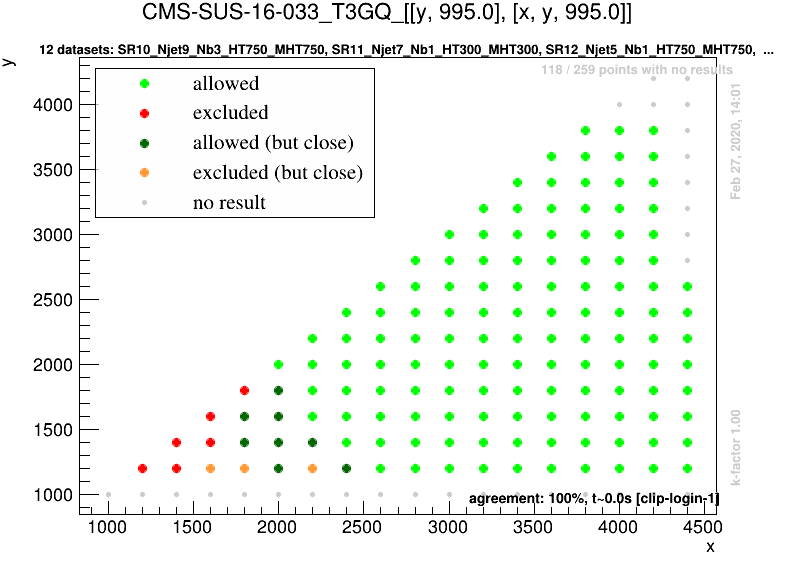 CMS-SUS-16-033_T3GQ_[[y, 995.0], [x, y, 995.0]]
12 datasets: SR10_Njet9_Nb3_HT750_MHT750, SR11_Njet7_Nb1_HT300_MHT300, SR12_Njet5_Nb1_HT750_MHT750, ...
y
118 / 259 points with no results
allowed
excluded
allowed (but close)
excluded (but close)
no result
4000
3500
3000
2500
2000
1500
1000
Feb 27, 2020, 14:01
k-factor 1.00
agreement: 100%, t~0.0s [clip-login-1]
1000 1500 2000 2500 3000 3500 4000 4500
x